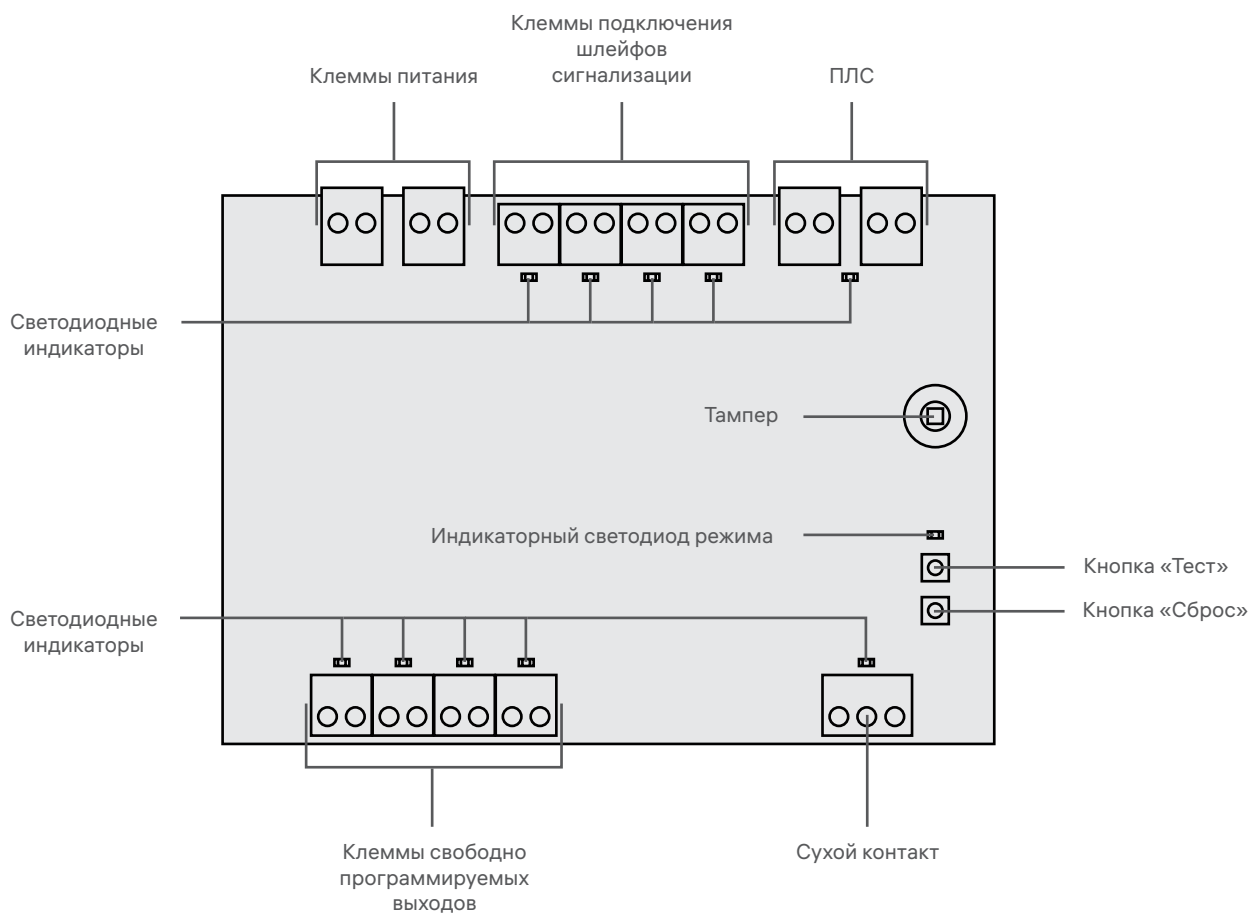 Клеммы подключения
шлейфов
сигнализации
Клеммы питания
ПЛС
Светодиодные
индикаторы
Тампер
Индикаторный светодиод режима
Кнопка «Тест»
Кнопка «Сброс»
Светодиодные
индикаторы
Клеммы свободно
программируемых
выходов
Сухой контакт